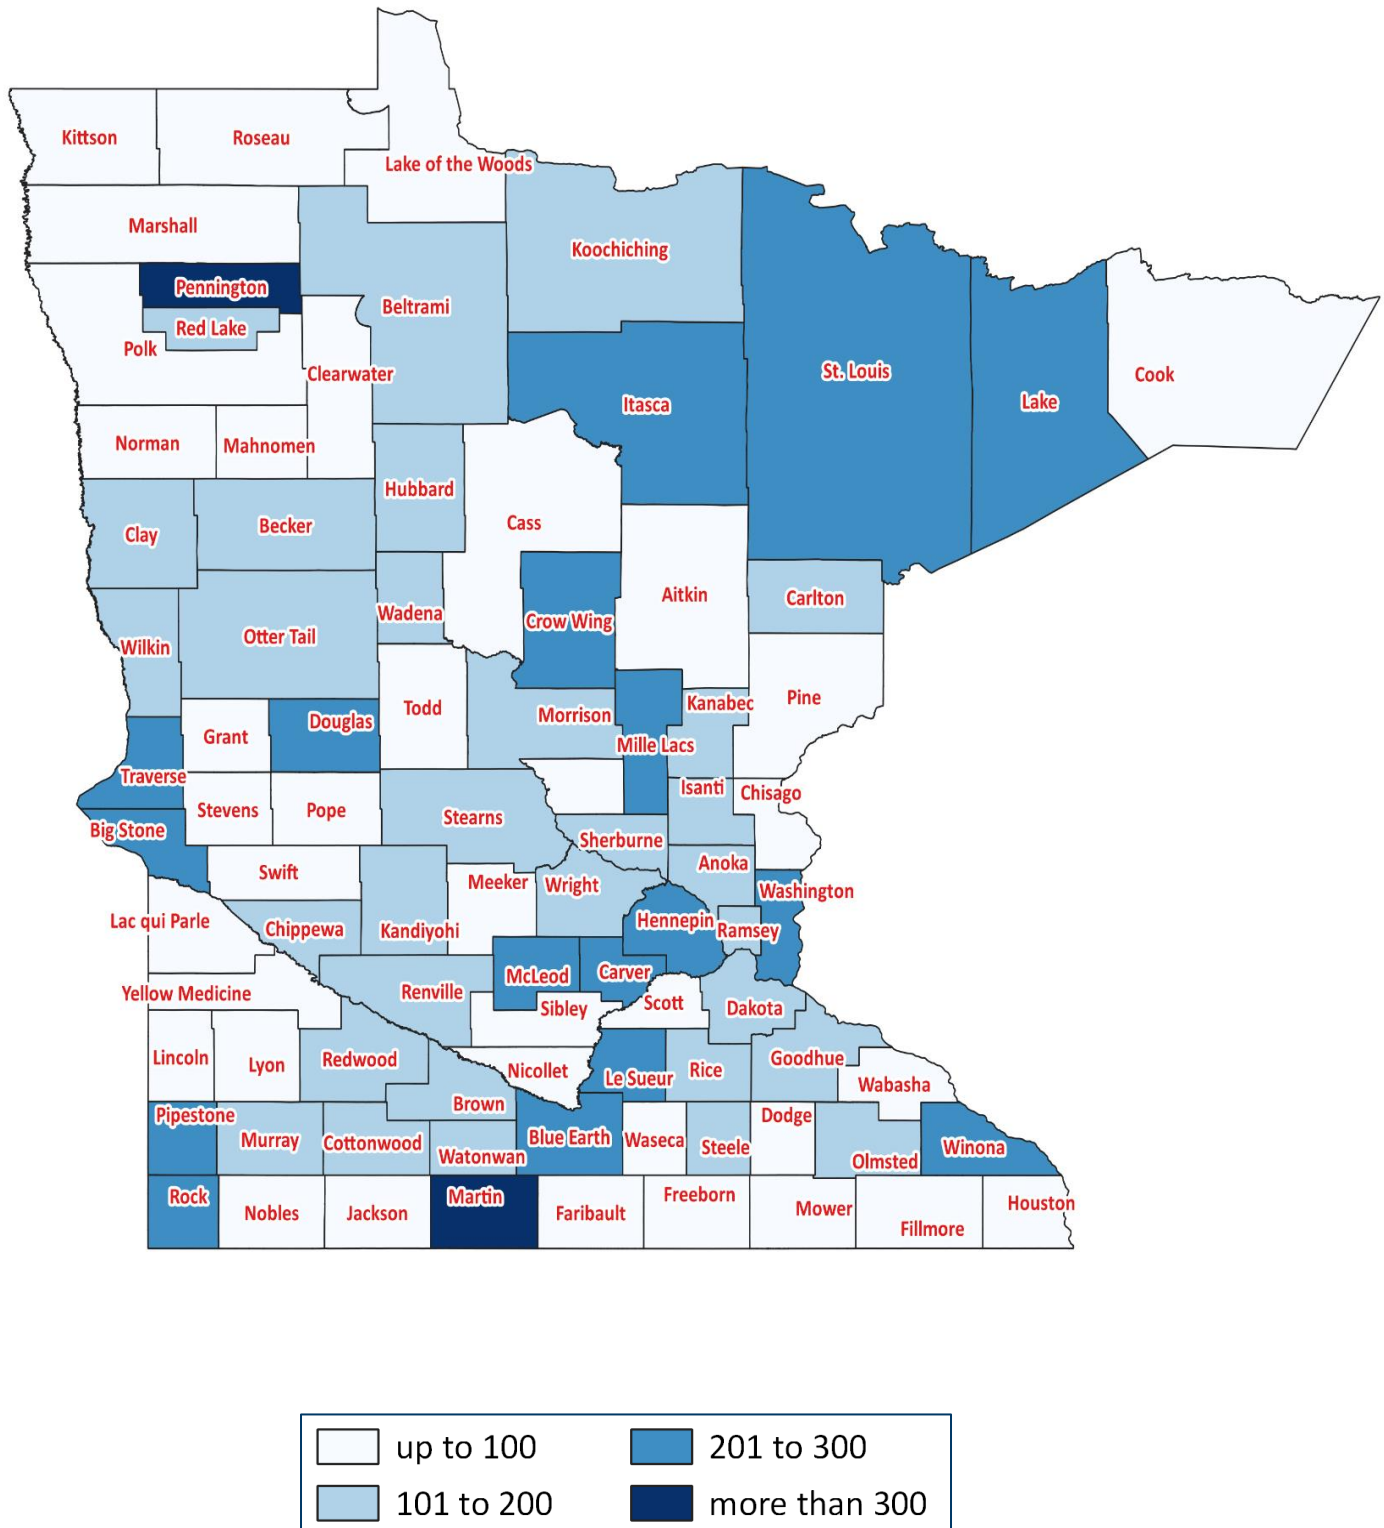 Kittson
Roseau
Lake of the Woods
Marshall
Koochiching
Pennington
Beltrami
Red Lake
Polk
Clearwater
St. Louis
Cook
Lake
Itasca
Norman
Mahnomen
Hubbard
Cass
Becker
Clay
Aitkin
Carlton
Wadena
Crow Wing
Otter Tail
Wilkin
Pine
Kanabec
Todd
Morrison
Douglas
Grant
Mille Lacs
Traverse
Isanti
Chisago
Stevens
Pope
Stearns
Big Stone
Sherburne
Anoka
Swift
Meeker
Wright
Washington
Lac qui Parle
Hennepin
Chippewa
Kandiyohi
Ramsey
McLeod
Carver
Yellow Medicine
Renville
Scott
Sibley
Dakota
Lincoln
Lyon
Redwood
Goodhue
Nicollet
Rice
Le Sueur
Wabasha
Brown
Pipestone
Dodge
Murray
Cottonwood
Blue Earth
Waseca
Steele
Winona
Watonwan
Olmsted
Rock
Martin
Freeborn
Houston
Nobles
Jackson
Faribault
Mower
Fillmore
up to 100
201 to 300
101 to 200
more than 300